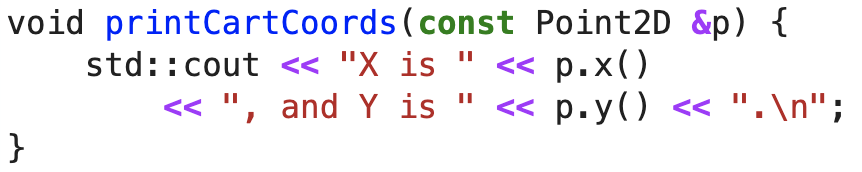 void printCartCoords(const Point2D &p) {
    std::cout << "X is " << p.x()
        << ", and Y is " << p.y() << ".\n";
}